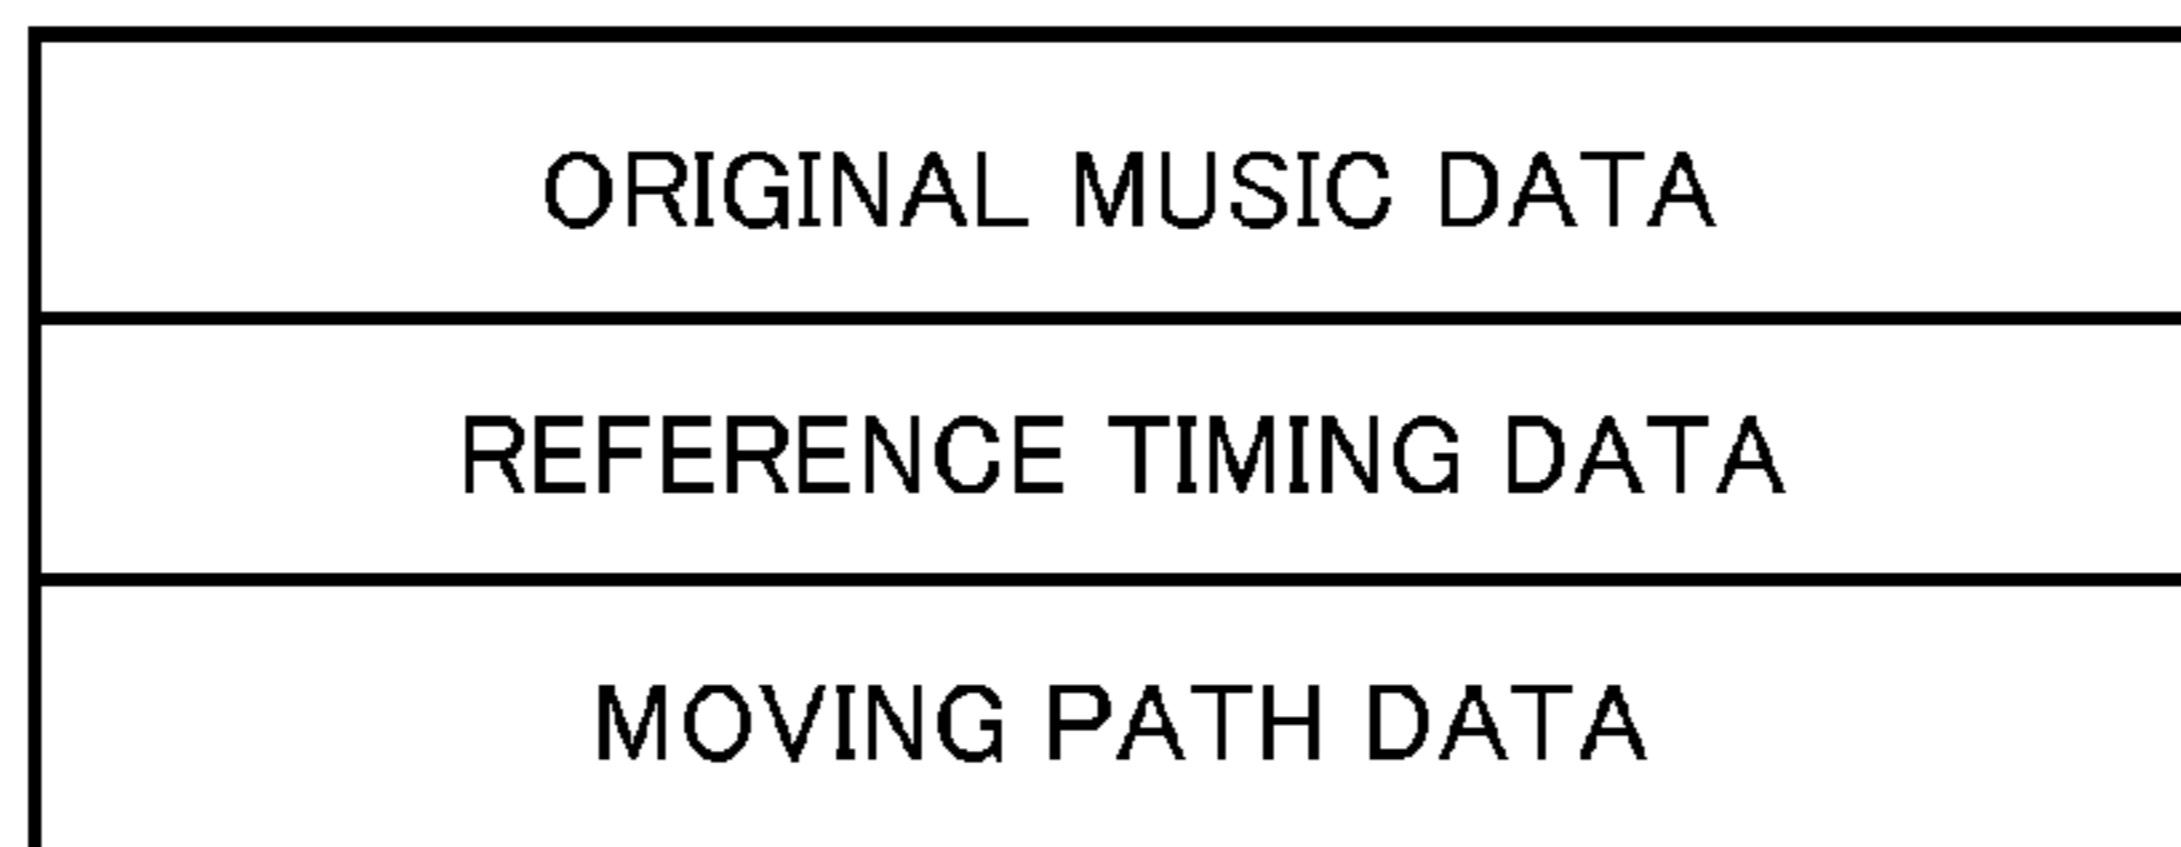 ORIGINAL MUSIC DATA
REFERENCE TIMING DATA
MOVING PATH DATA